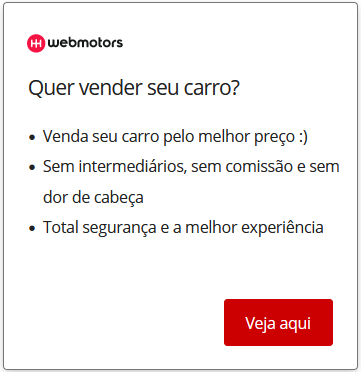 webmotors
Quer vender seu carro?
• Venda seu carro pelo melhor preço :)
• Sem intermediários, sem comissão e sem
dor de cabeça
• Total segurança e a melhor experiência
Veja aqui